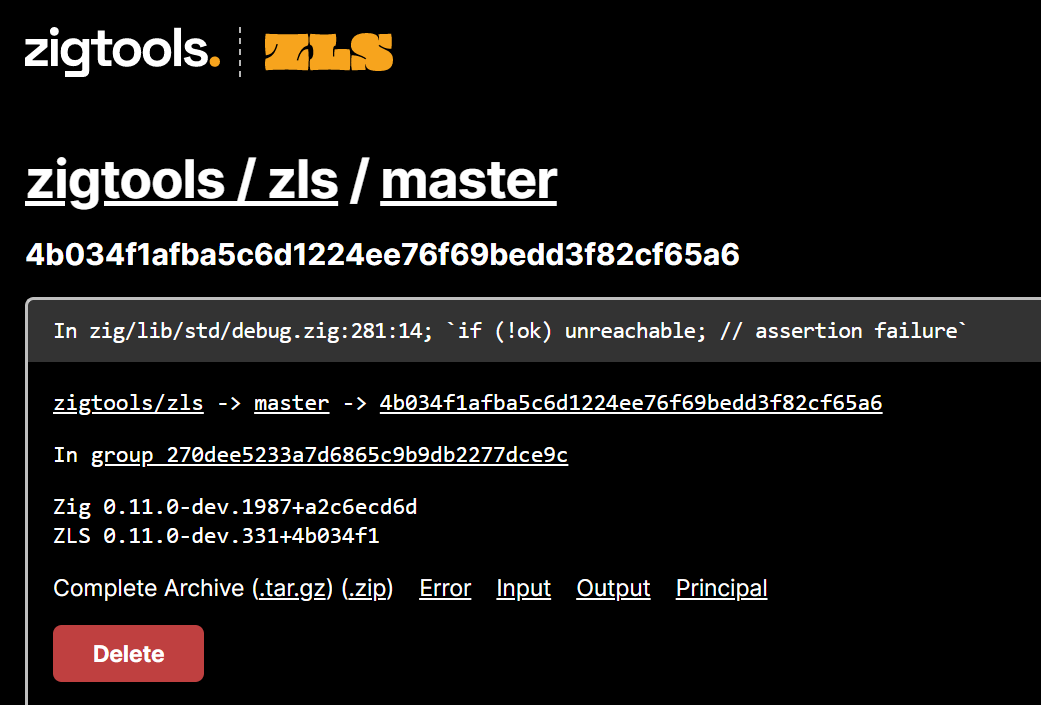 zigtools. ZLS
zigtools / zls / master
4b034f1afba5c6d1224ee76f69bedd3f82cf65a6
In zig/lib/std/debug.zig:281:14; `if (!ok) unreachable; // assertion failure`
zigtools/zls -> master -> 4b034f1afba5c6d1224ee76f69bedd3f82cf65a6
In group 270dee5233a7d6865c9b9db2277dce9c
Zig 0.11.0-dev.1987+a2c6ecd6d
ZLS 0.11.0-dev.331+4b034f1
Complete Archive (.tar.gz) (.zip) Error Input Output Principal
Delete